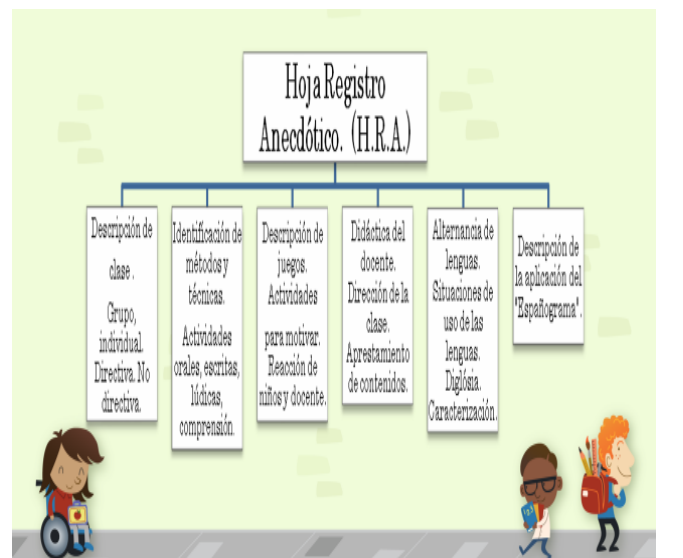 Hoja Registro
Anecdótico. (H.R.A.)
Descripción de
clase .
Grupo,
individual.
Directiva. No
directiva.
Identificación de
métodos y
técnicas.
Actividades
orales, escritas,
lúdicas,
comprensión.
Descripción de
juegos.
Actividades
para motivar.
Reacción de
niños y docente.
Didáctica del
docente.
Dirección de la
clase.
Aprestamiento
de contenidos.
Alternancia de
lenguas.
Situaciones de
uso de las
lenguas.
Diglósia.
Caracterización.
Descripción de
la aplicación del
"Españograma".